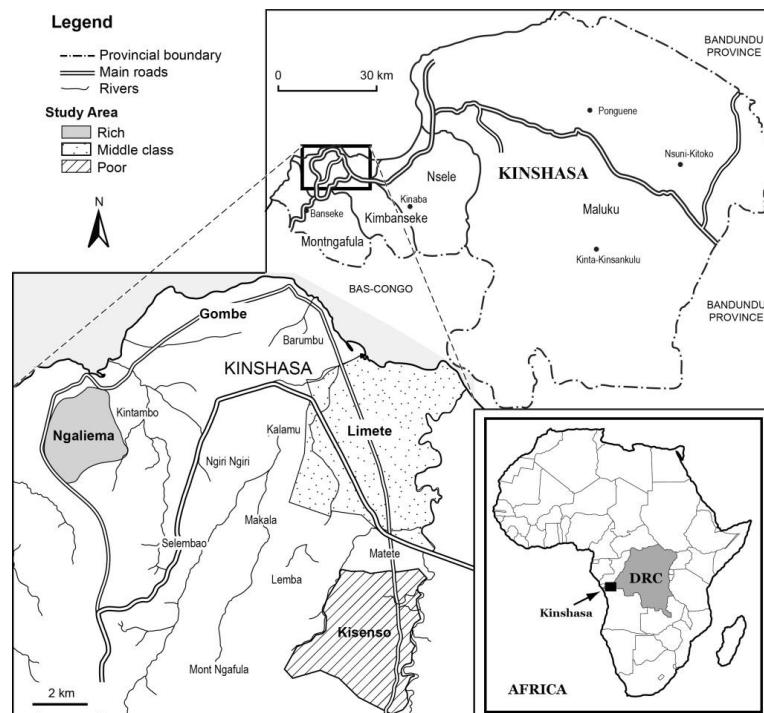 Legend
Provincial boundary
Main roads
Rivers
Study Area
Rich
Middle class
Poor
N
0 30 km
BANDUNDU
PROVINCE
Ponguene
Nsuni-Kitoko
Nsele
KINSHASA
Kinaba
Banseke
Kimbanseke
Maluku
Montngafula
Kinta-Kinsankulu
BAS-CONGO
BANDUNDU
PROVINCE
Gombe
Barumbu
KINSHASA
Kintambo
Ngaliema
Limete
Kalamu
Ngiri Ngiri
Makala
Selembao
Matete
Lemba
Kisenso
Mont Ngafula
2 km
DRC
Kinshasa
AFRICA